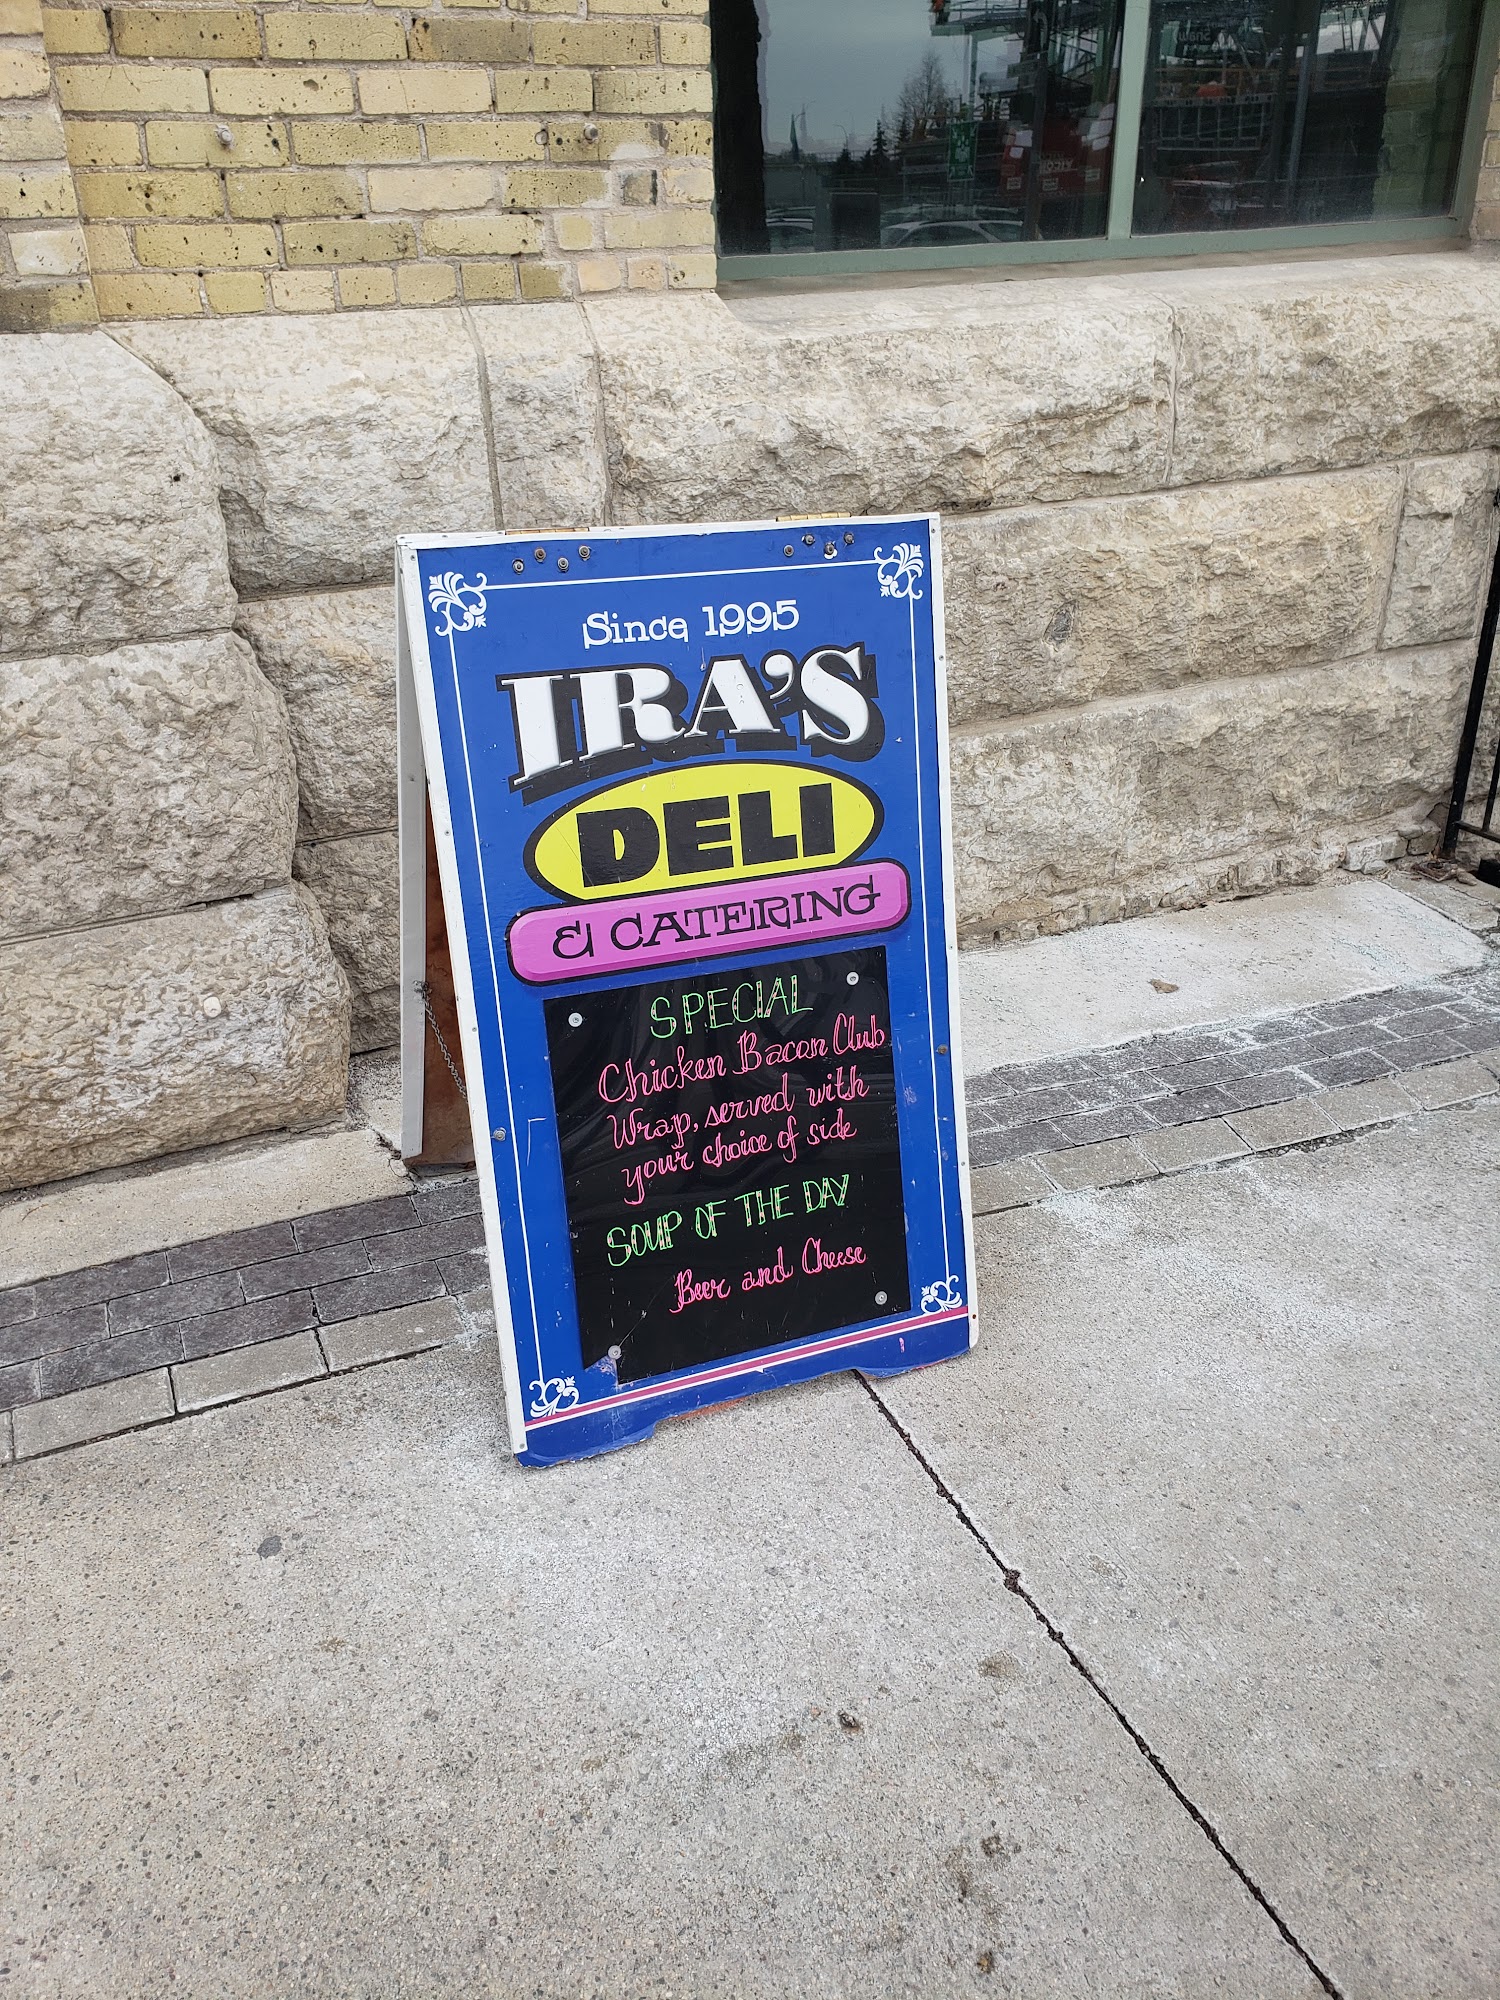 Since 1995
IRA'S
DELI
& CATERING
SPECIAL
Chicken Bacon Club
Wrap, served with
your choice of side
SOUP OF THE DAY
Beer and Cheese